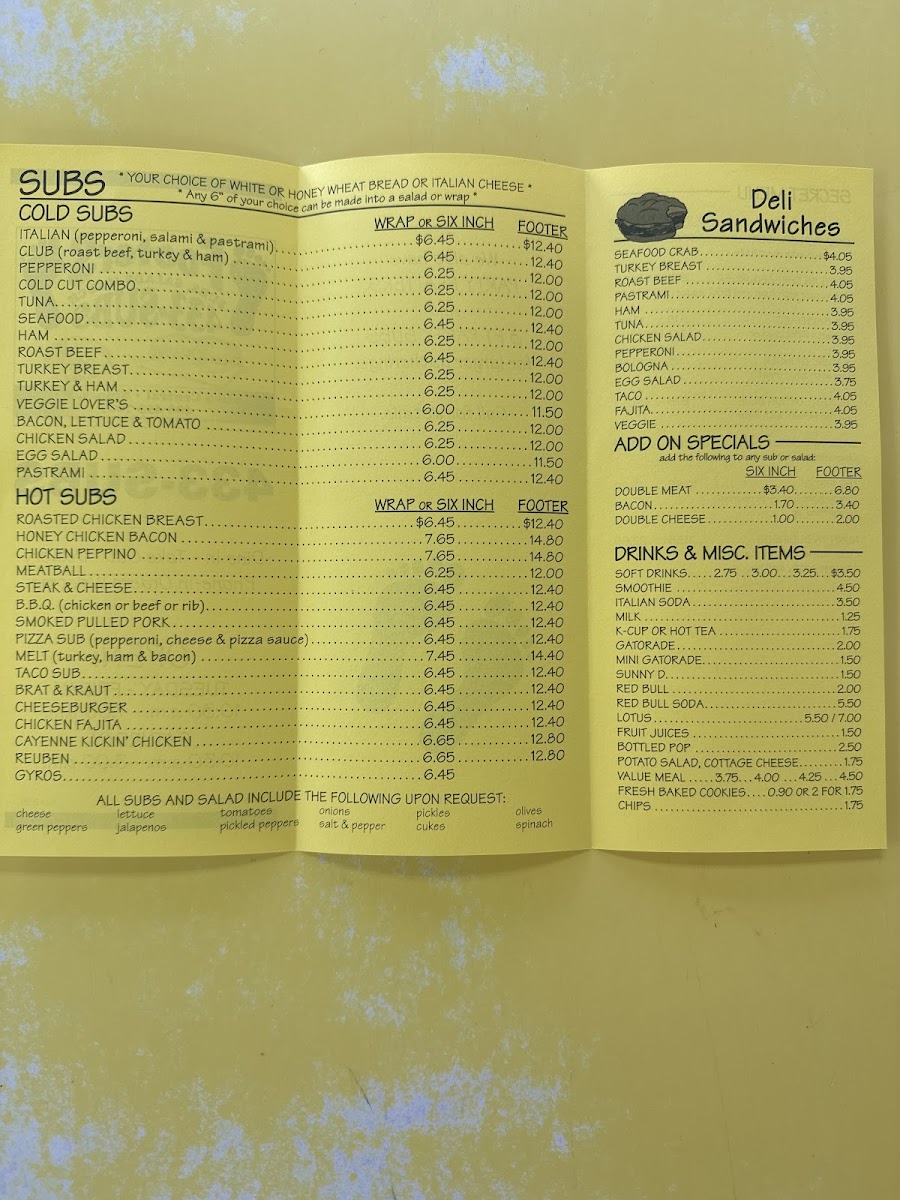 SUBS * YOUR CHOICE OF WHITE OR HONEY WHEAT BREAD OR ITALIAN CHEESE *
* Any 6" of your choice can be made into a salad or wrap *
COLD SUBS WRAP OR SIX INCH FOOTER
ITALIAN (pepperoni, salami & pastrami) $6.45 $12.40
CLUB (roast beef, turkey & ham) 6.45 12.40
PEPPERONI 6.25 12.00
COLD CUT COMBO 6.25 12.00
TUNA 6.25 12.00
SEAFOOD 6.45 12.40
HAM 6.25 12.00
ROAST BEEF 6.45 12.40
TURKEY BREAST 6.25 12.00
TURKEY & HAM 6.25 12.00
VEGGIE LOVER'S 6.00 11.50
BACON, LETTUCE & TOMATO 6.25 12.00
CHICKEN SALAD 6.25 12.00
EGG SALAD 6.00 11.50
PASTRAMI 6.45 12.40
HOT SUBS WRAP OR SIX INCH FOOTER
ROASTED CHICKEN BREAST $6.45 $12.40
HONEY CHICKEN BACON 7.65 14.80
CHICKEN PEPPINO 7.65 14.80
MEATBALL 6.25 12.00
STEAK & CHEESE 6.45 12.40
B.B.Q. (chicken or beef or rib) 6.45 12.40
SMOKED PULLED PORK 6.45 12.40
PIZZA SUB (pepperoni, cheese & pizza sauce) 6.45 12.40
MELT (turkey, ham & bacon) 7.45 14.40
TACO SUB 6.45 12.40
BRAT & KRAUT 6.45 12.40
CHEESEBURGER 6.45 12.40
CHICKEN FAJITA 6.45 12.40
CAYENNE KICKIN' CHICKEN 6.65 12.80
REUBEN 6.65 12.80
GYROS 6.45
ALL SUBS AND SALAD INCLUDE THE FOLLOWING UPON REQUEST:
cheese lettuce tomatoes onions pickles olives
green peppers jalapenos pickled peppers salt & pepper cukes spinach
Deli
Sandwiches
SEAFOOD CRAB $4.05
TURKEY BREAST 3.95
ROAST BEEF 4.05
PASTRAMI 4.05
HAM 3.95
TUNA 3.95
CHICKEN SALAD 3.95
PEPPERONI 3.95
BOLOGNA 3.95
EGG SALAD 3.75
TACO 4.05
FAJITA 4.05
VEGGIE 3.95
ADD ON SPECIALS
add the following to any sub or salad:
SIX INCH FOOTER
DOUBLE MEAT $3.40 6.80
BACON 1.70 3.40
DOUBLE CHEESE 1.00 2.00
DRINKS & MISC. ITEMS
SOFT DRINKS 2.75 3.00 3.25 $3.50
SMOOTHIE 4.50
ITALIAN SODA 3.50
MILK 1.25
K-CUP OR HOT TEA 1.75
GATORADE 2.00
MINI GATORADE 1.50
SUNNY D 1.50
RED BULL 2.00
RED BULL SODA 5.50
LOTUS 5.50 / 7.00
FRUIT JUICES 1.50
BOTTLED POP 2.50
POTATO SALAD, COTTAGE CHEESE 1.75
VALUE MEAL 3.75 4.00 4.25 4.50
FRESH BAKED COOKIES 0.90 OR 2 FOR 1.75
CHIPS 1.75